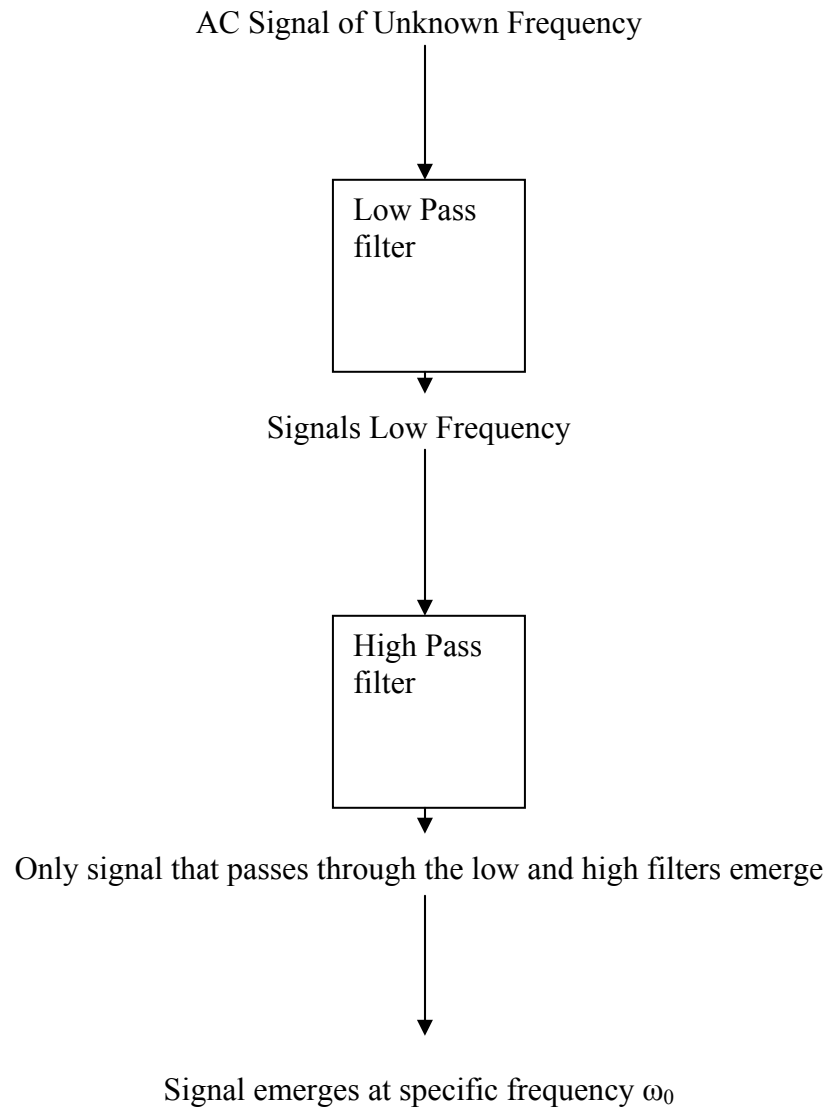 AC Signal of Unknown Frequency
Low Pass
filter
Signals Low Frequency
High Pass
filter
Only signal that passes through the low and high filters emerge
Signal emerges at specific frequency ω₀